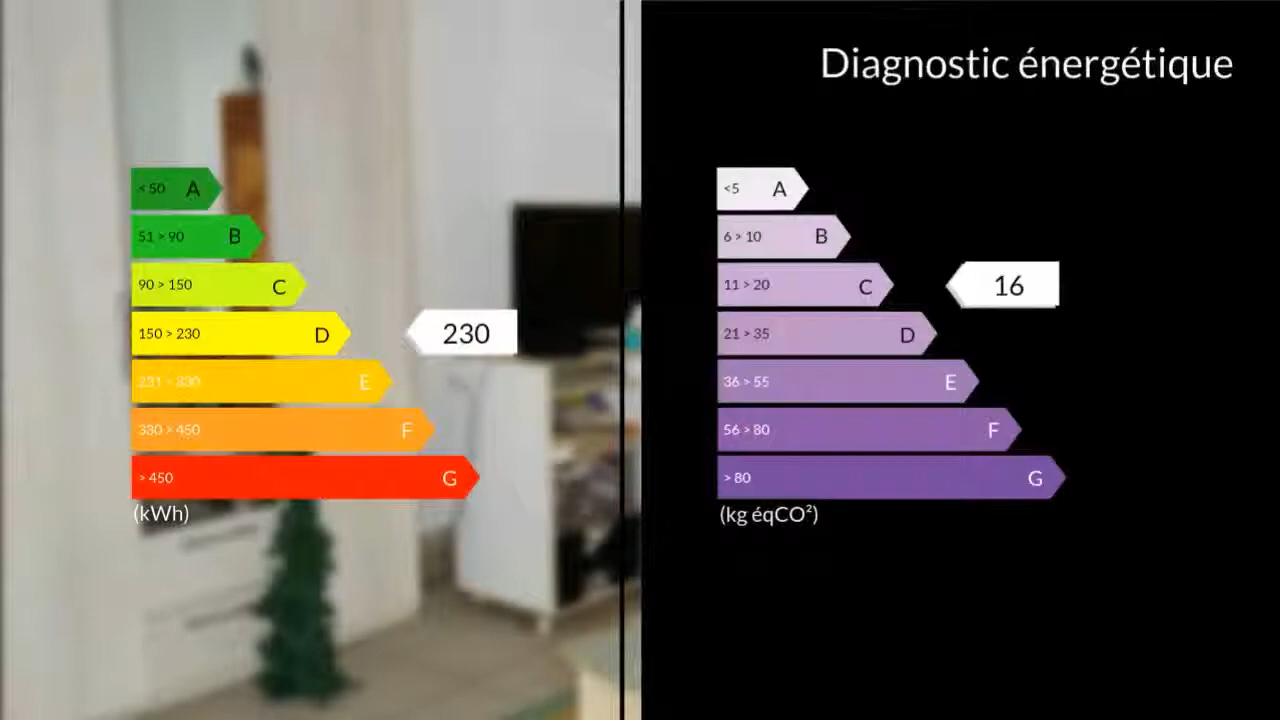 Diagnostic énergétique
< 50 A
51 > 90 B
90 > 150 C
150 > 230 D
230
231 > 330 E
330 > 450 F
> 450 G
(kWh)
<5 A
6 > 10 B
11 > 20 C
16
21 > 35 D
36 > 55 E
56 > 80 F
> 80 G
(kg éqCO²)